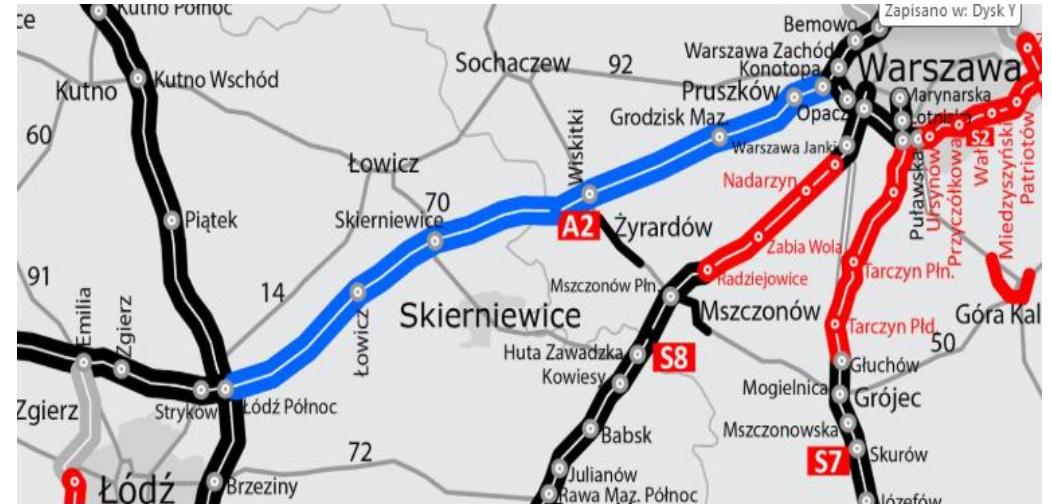 Kutno Północ
Zapisano w: Dysk Y
ce
Bemowo
Warszawa Zachód
Kutno Wschód
Sochaczew
92
Konotopa
Warszawa
Kutno
Pruszków
Marynarska
Grodzisk Maz.
Opacz
Lotnisko
60
Warszawa Janki
S2
Wiskitki
Łowicz
Nadarzyn
Puławska
Ursynów
Przyczółkowa
Wał
Miedzyszyński
Patriotów
70
Piątek
Skierniewice
A2
Żyrardów
Zabia Wola
Tarczyn Płn.
91
Radziejowice
14
Mszczonów Płn.
Emilia
Zgierz
Łowicz
Skierniewice
Mszczonów
Tarczyn Płd.
Góra Kal
50
Huta Zawadzka
S8
Głuchów
Kowiesy
Mogielnica
Grójec
Zgierz
Stryków
Łódź Północ
Mszczonowska
Babsk
72
S7
Skurów
Julianów
Łódź
Brzeziny
Rawa Maz. Północ
Józefów